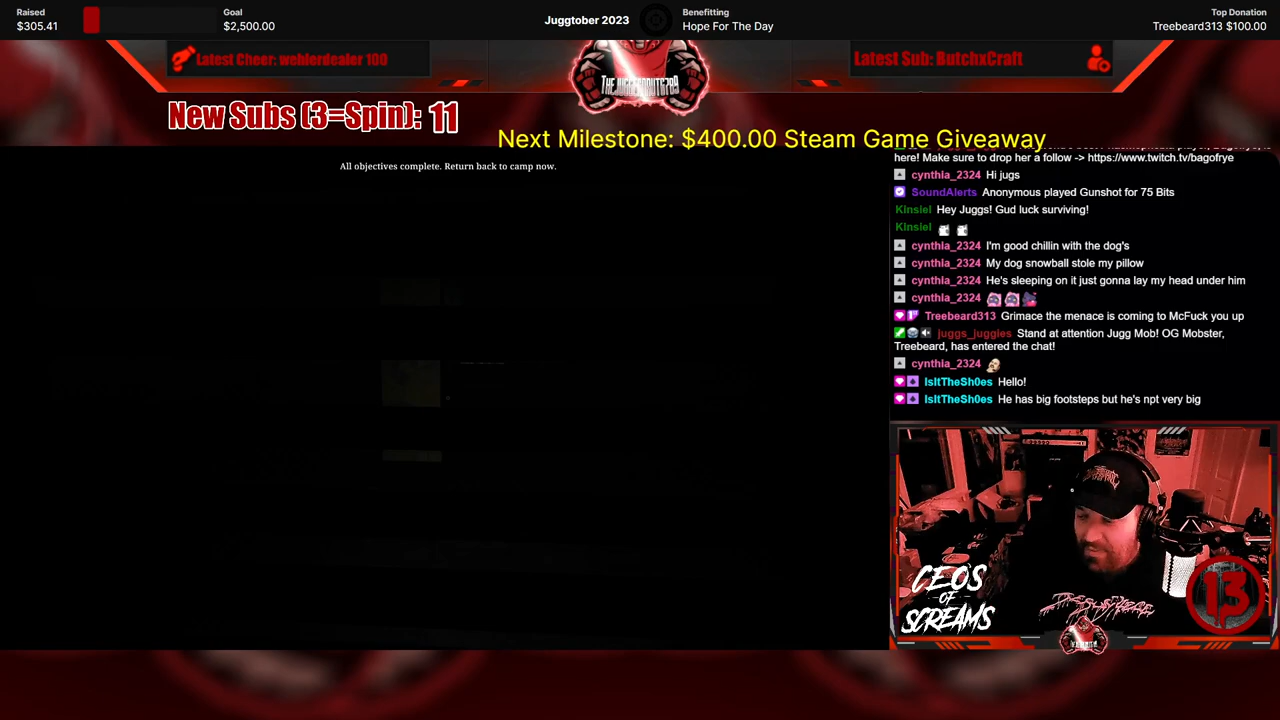 Raised
$305.41
Goal
$2,500.00
Juggtober 2023
Benefitting
Hope For The Day
Top Donation
Treebeard313 $100.00
Latest Cheer: wehlerdealer 100
THEJUGGERNAUT6789
Latest Sub: ButchxCraft
New Subs (3=Spin): 11
Next Milestone: $400.00 Steam Game Giveaway
All objectives complete. Return back to camp now.
here! Make sure to drop her a follow -> https://www.twitch.tv/bagofrye
cynthia_2324 Hi jugs
SoundAlerts Anonymous played Gunshot for 75 Bits
Kinsiel Hey Juggs! Gud luck surviving!
Kinsiel
cynthia_2324 I'm good chillin with the dog's
cynthia_2324 My dog snowball stole my pillow
cynthia_2324 He's sleeping on it just gonna lay my head under him
cynthia_2324
Treebeard313 Grimace the menace is coming to McFuck you up
juggs_juggies Stand at attention Jugg Mob! OG Mobster,
Treebeard, has entered the chat!
cynthia_2324
IsItTheSh0es Hello!
IsItTheSh0es He has big footsteps but he's npt very big
CEOS
OF
SCREAMS
13